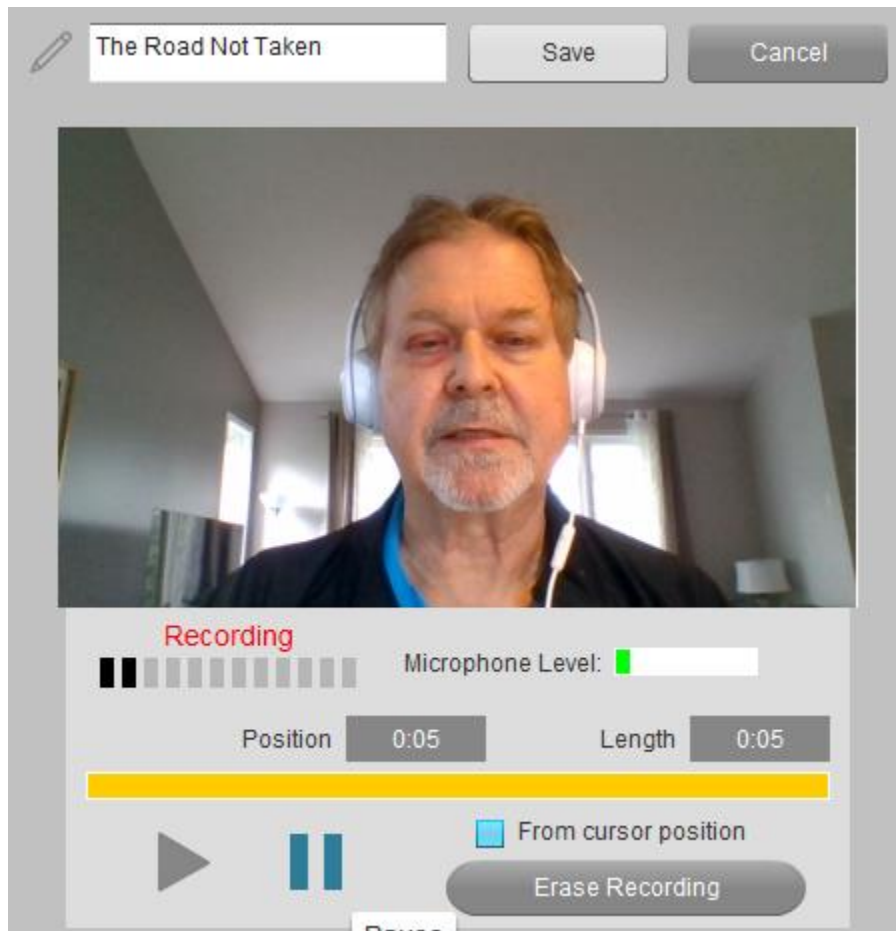 The Road Not Taken
Save
Cancel
Recording
Microphone Level:
Position
0:05
Length
0:05
From cursor position
Erase Recording